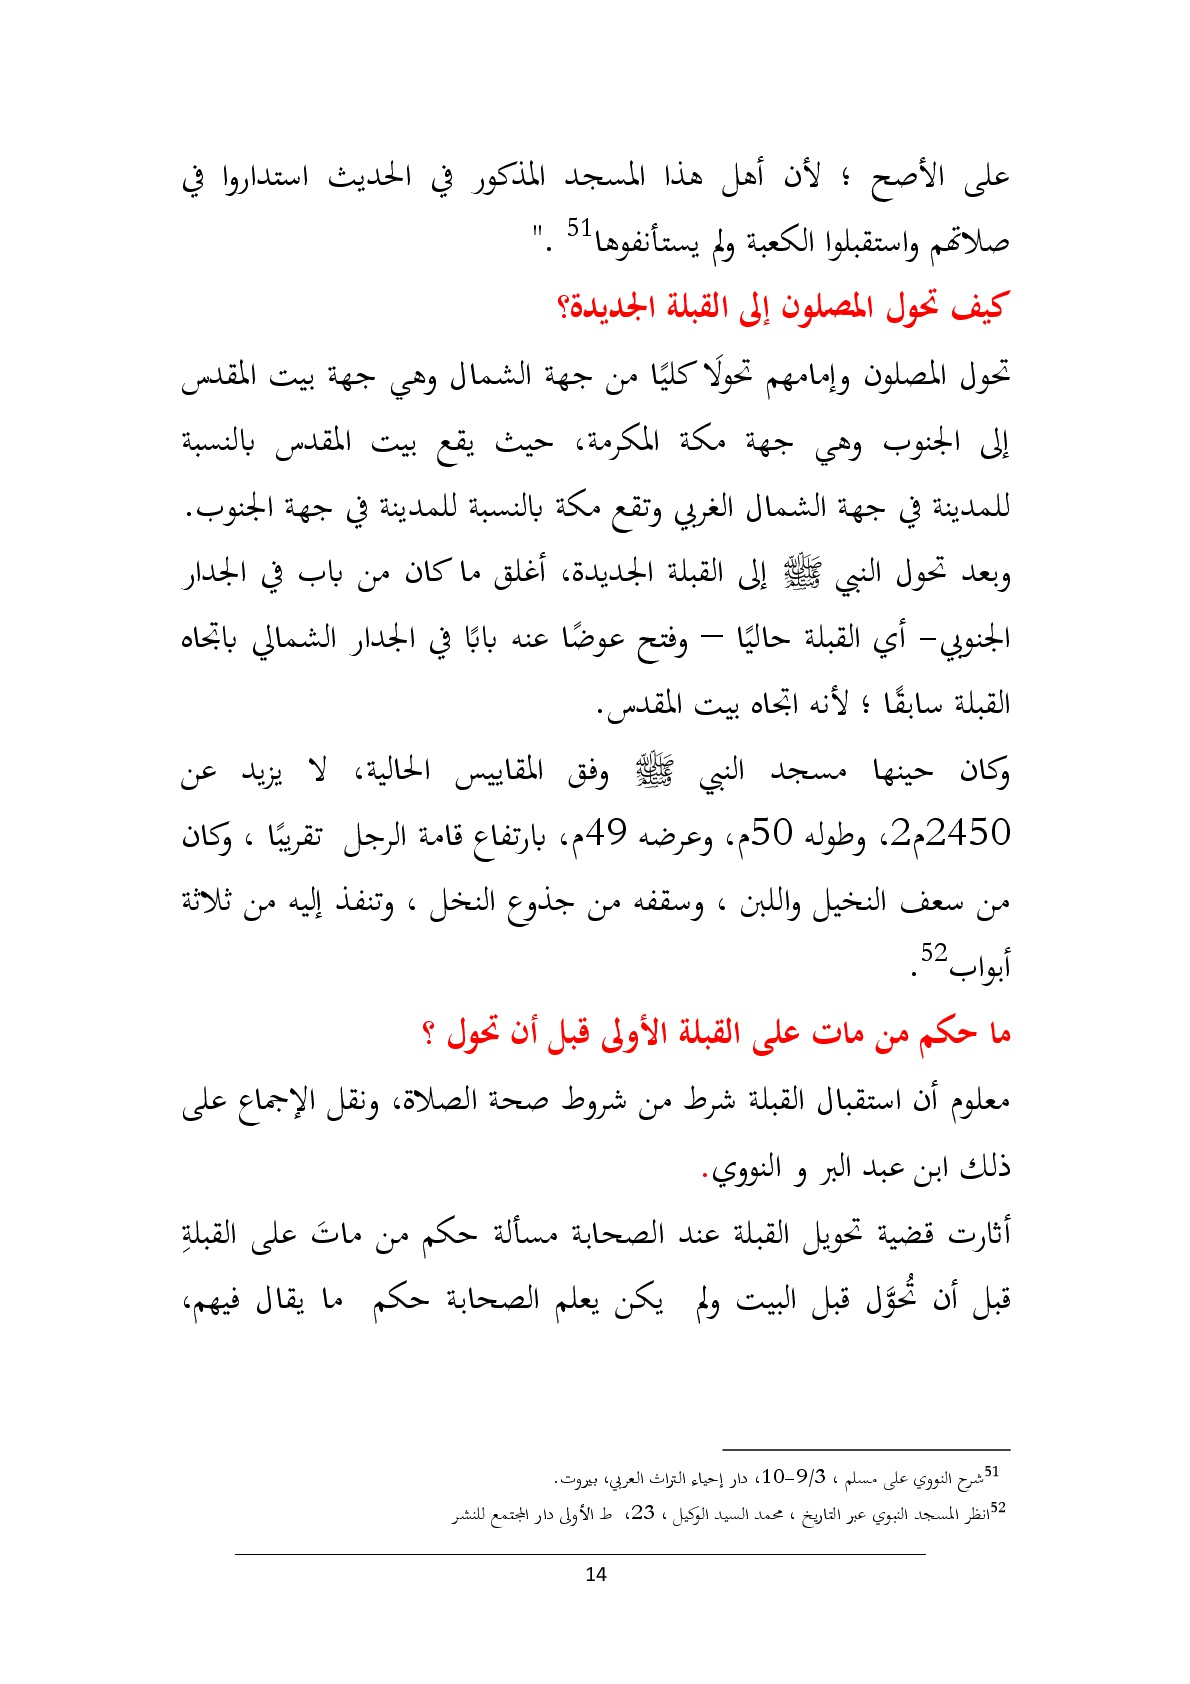 على الأصح ؛ لأن أهل هذا المسجد المذكور في الحديث استداروا في
صلاتهم واستقبلوا الكعبة ولم يستأنفوها51 ."
كيف تحول المصلون إلى القبلة الجديدة؟
تحول المصلون وإمامهم تحولَا كليًا من جهة الشمال وهي جهة بيت المقدس
إلى الجنوب وهي جهة مكة المكرمة، حيث يقع بيت المقدس بالنسبة
للمدينة في جهة الشمال الغربي وتقع مكة بالنسبة للمدينة في جهة الجنوب.
وبعد تحول النبي ﷺ إلى القبلة الجديدة، أغلق ما كان من باب في الجدار
الجنوبي– أي القبلة حاليًا – وفتح عوضًا عنه بابًا في الجدار الشمالي باتجاه
القبلة سابقًا ؛ لأنه اتجاه بيت المقدس.
وكان حينها مسجد النبي ﷺ وفق المقاييس الحالية، لا يزيد عن
2450م2، وطوله 50م، وعرضه 49م، بارتفاع قامة الرجل تقريبًا ، وكان
من سعف النخيل واللبن ، وسقفه من جذوع النخل ، وتنفذ إليه من ثلاثة
أبواب52.
ما حكم من مات على القبلة الأولى قبل أن تحول ؟
معلوم أن استقبال القبلة شرط من شروط صحة الصلاة، ونقل الإجماع على
ذلك ابن عبد البر و النووي.
أثارت قضية تحويل القبلة عند الصحابة مسألة حكم من ماتَ على القبلةِ
قبل أن تُحوَّل قبل البيت ولم يكن يعلم الصحابة حكم ما يقال فيهم،
51شرح النووي على مسلم ، 9/3–10، دار إحياء التراث العربي، بيروت.
52انظر المسجد النبوي عبر التاريخ ، محمد السيد الوكيل ، 23، ط الأولى دار المجتمع للنشر
14